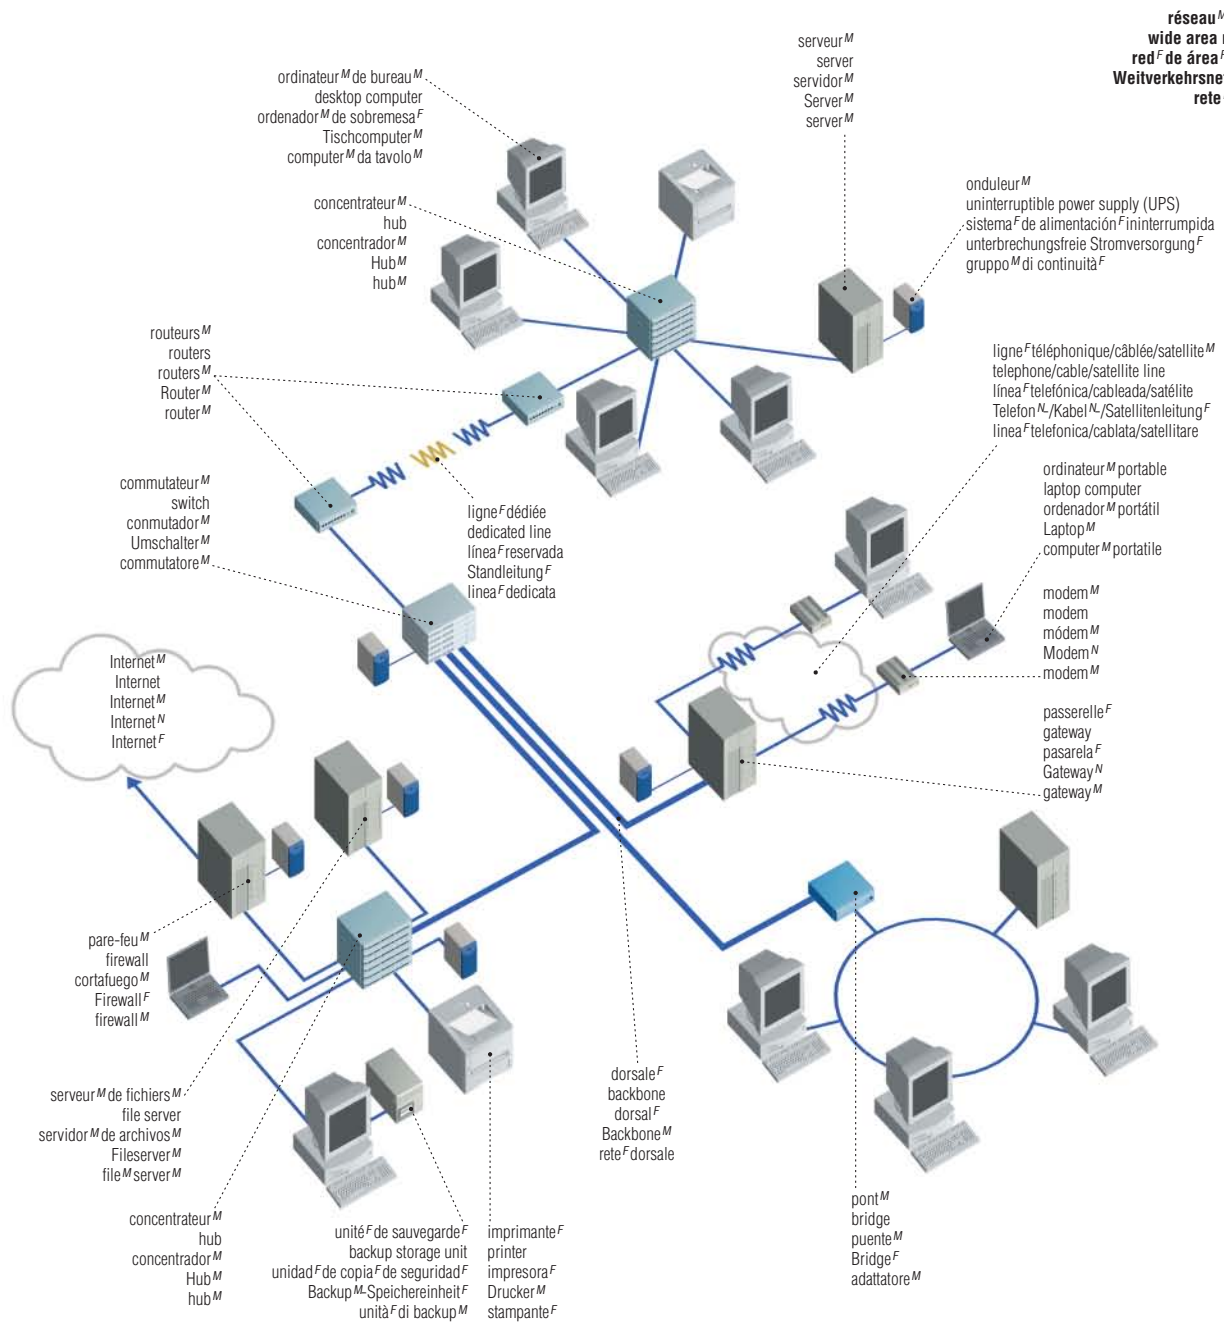 réseau M
wide area
red F de área F
rete
serveur M
server
servidor M
Server M
server M
ordinateur M de bureau M
desktop computer
ordenador M de sobremesa F
Tischcomputer M
computer M da tavolo M
onduleur M
uninterruptible power supply (UPS)
sistema F de alimentación F ininterrumpida
unterbrechungsfreie Stromversorgung F
gruppo M di continuità F
concentrateur M
hub
concentrador M
Hub M
hub M
routeurs M
routers
routers M
Router M
router M
ligne F téléphonique/câblée/satellite M
telephone/cable/satellite line
línea F telefónica/cableada/satélite
Telefon N-/Kabel N-/Satellitenleitung F
linea F telefonica/cablata/satellitare
commutateur M
switch
conmutador M
Umschalter M
commutatore M
ligne F dédiée
dedicated line
línea F reservada
Standleitung F
linea F dedicata
ordinateur M portable
laptop computer
ordenador M portátil
Laptop M
computer M portatile
modem M
modem
módem M
Modem N
modem M
Internet M
Internet
Internet M
Internet N
Internet F
passerelle F
gateway
pasarela F
Gateway N
gateway M
pare-feu M
firewall
cortafuego M
Firewall F
firewall M
serveur M de fichiers M
file server
servidor M de archivos M
Fileserver M
file M server M
dorsale F
backbone
dorsal F
Backbone M
rete F dorsale
concentrateur M
hub
concentrador M
Hub M
hub M
unité F de sauvegarde F
backup storage unit
unidad F de copia F de seguridad F
Backup M-Speichereinheit F
unità F di backup M
imprimante F
printer
impresora F
Drucker M
stampante F
pont M
bridge
puente M
Bridge F
adattatore M